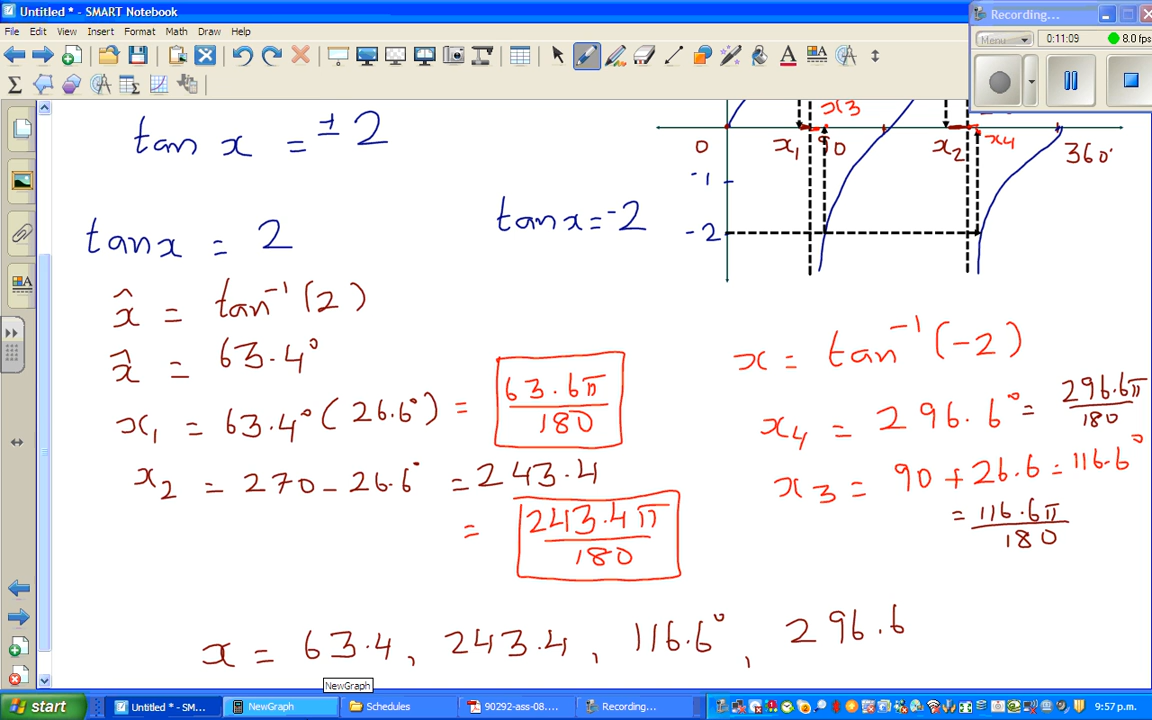 Untitled * - SMART Notebook
Recording...
File Edit View Insert Format Math Draw Help
Menu
0:11:09
8.0 fps
tan x = ±2
x3
0
x1
90
x2
x4
360°
-1
-2
tan x = 2
tan x = -2
x̂ = tan⁻¹(2)
x̂ = 63.4°
x1 = 63.4° (26.6°) = 63.6π/180
x2 = 270 - 26.6° = 243.4
= 243.4π/180
x = tan⁻¹(-2)
x4 = 296.6° = 296.6π/180
x3 = 90 + 26.6 = 116.6°
= 116.6π/180
x = 63.4, 243.4, 116.6°, 296.6
NewGraph
start
Untitled * - SM...
NewGraph
Schedules
90292-ass-08....
Recording...
9:57 p.m.